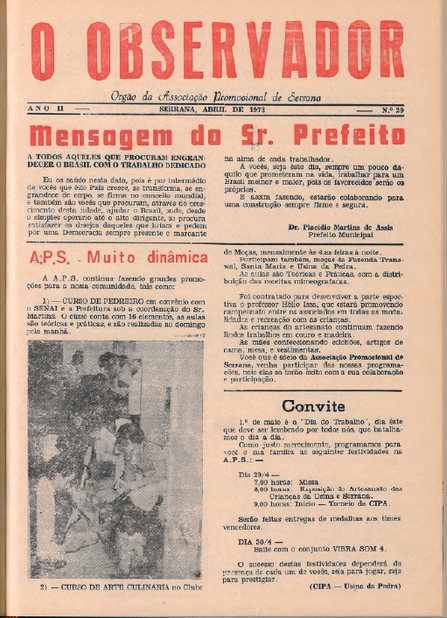 O OBSERVADOR
Orgão da Associação Promocional de Serrana
ANO II — SERRANA, ABRIL DE 1973 — N.º 29
Mensagem do Sr. Prefeito
A TODOS AQUELES QUE PROCURAM ENGRAN-
DECER O BRASIL COM O TRABALHO DEDICADO
Eu os saúdo nesta data, pois é por intermédio
de vocês que êste País cresce, se transforma, se en-
grandece de corpo, se firma no conceito mundial,
e também são vocês que procuram, através do cres-
cimento desta cidade, ajudar o Brasil, onde, desde
o simples operário até o alto dirigente, se procura
satisfazer os desejos daqueles que lutam e pedem
por uma Democracia sempre presente e marcante
na alma de cada trabalhador.
A vocês, seja este dia, sempre um pouco da-
quilo que prometeram na vida, trabalhar para um
Brasil melhor e maior, pois os favorecidos serão os
próprios.
E assim fazendo, estarão colaborando para
uma construção sempre firme e segura.
Dr. Placídio Martins de Assis
Prefeito Municipal
A.P.S. Muito dinâmica
A A.P.S. continua fazendo grandes promo-
ções para a nossa comunidade, tais como:
1) — CURSO DE PEDREIRO em convênio com
o SENAI e a Prefeitura sob a coordenação do Sr.
Martins. O curso conta com 16 elementos, as aulas
são teóricas e práticas, e são realizadas no domingo
pela manhã.
2) — CURSO DE ARTE CULINARIA no Clube
de Moças, mensalmente às 4.as feiras à noite.
Participam também, moças da Fazenda Trans-
wal, Santa Maria e Usina da Pedra.
As aulas são Teóricas e Práticas, com a distri-
buição das receitas mimeografadas.
Foi contratado para desenvolver a parte espor-
tiva o professor Hélio Issa, que estará promovendo
campeonato entre os associados em todas as moda-
lidades e recreação com as crianças.
As crianças do artesanato continuam fazendo
lindos trabalhos em couro e madeira.
As mães confeccionando colchões, artigos de
cama, mesa, e vestimentas.
Você que é sócio da Associação Promocional de
Serrana, venha participar das nossas programa-
ções, pois elas só terão êxito com a sua colaboração
e participação.
Convite
1.º de maio é o "Dia do Trabalho", dia êste
que deve ser lembrado por todos nós, que batalha-
mos o dia a dia.
Como justo merecimento, programamos para
você e sua família as seguintes festividades na
A.P.S.: —
Dia 29/4 —
7,00 horas: Missa
8,00 horas: Exposição do Artesanato das
Crianças da Usina e Serrana.
9,00 horas: Início — Torneio da CIPA.
Serão feitas entregas de medalhas aos times
vencedores.
DIA 30/4 —
Baile com o conjunto VIBRA SOM 4.
O sucesso destas festividades dependerá da
presença de cada um de vocês, seja para jogar, seja
para prestigiar.
(CIPA — Usina da Pedra)